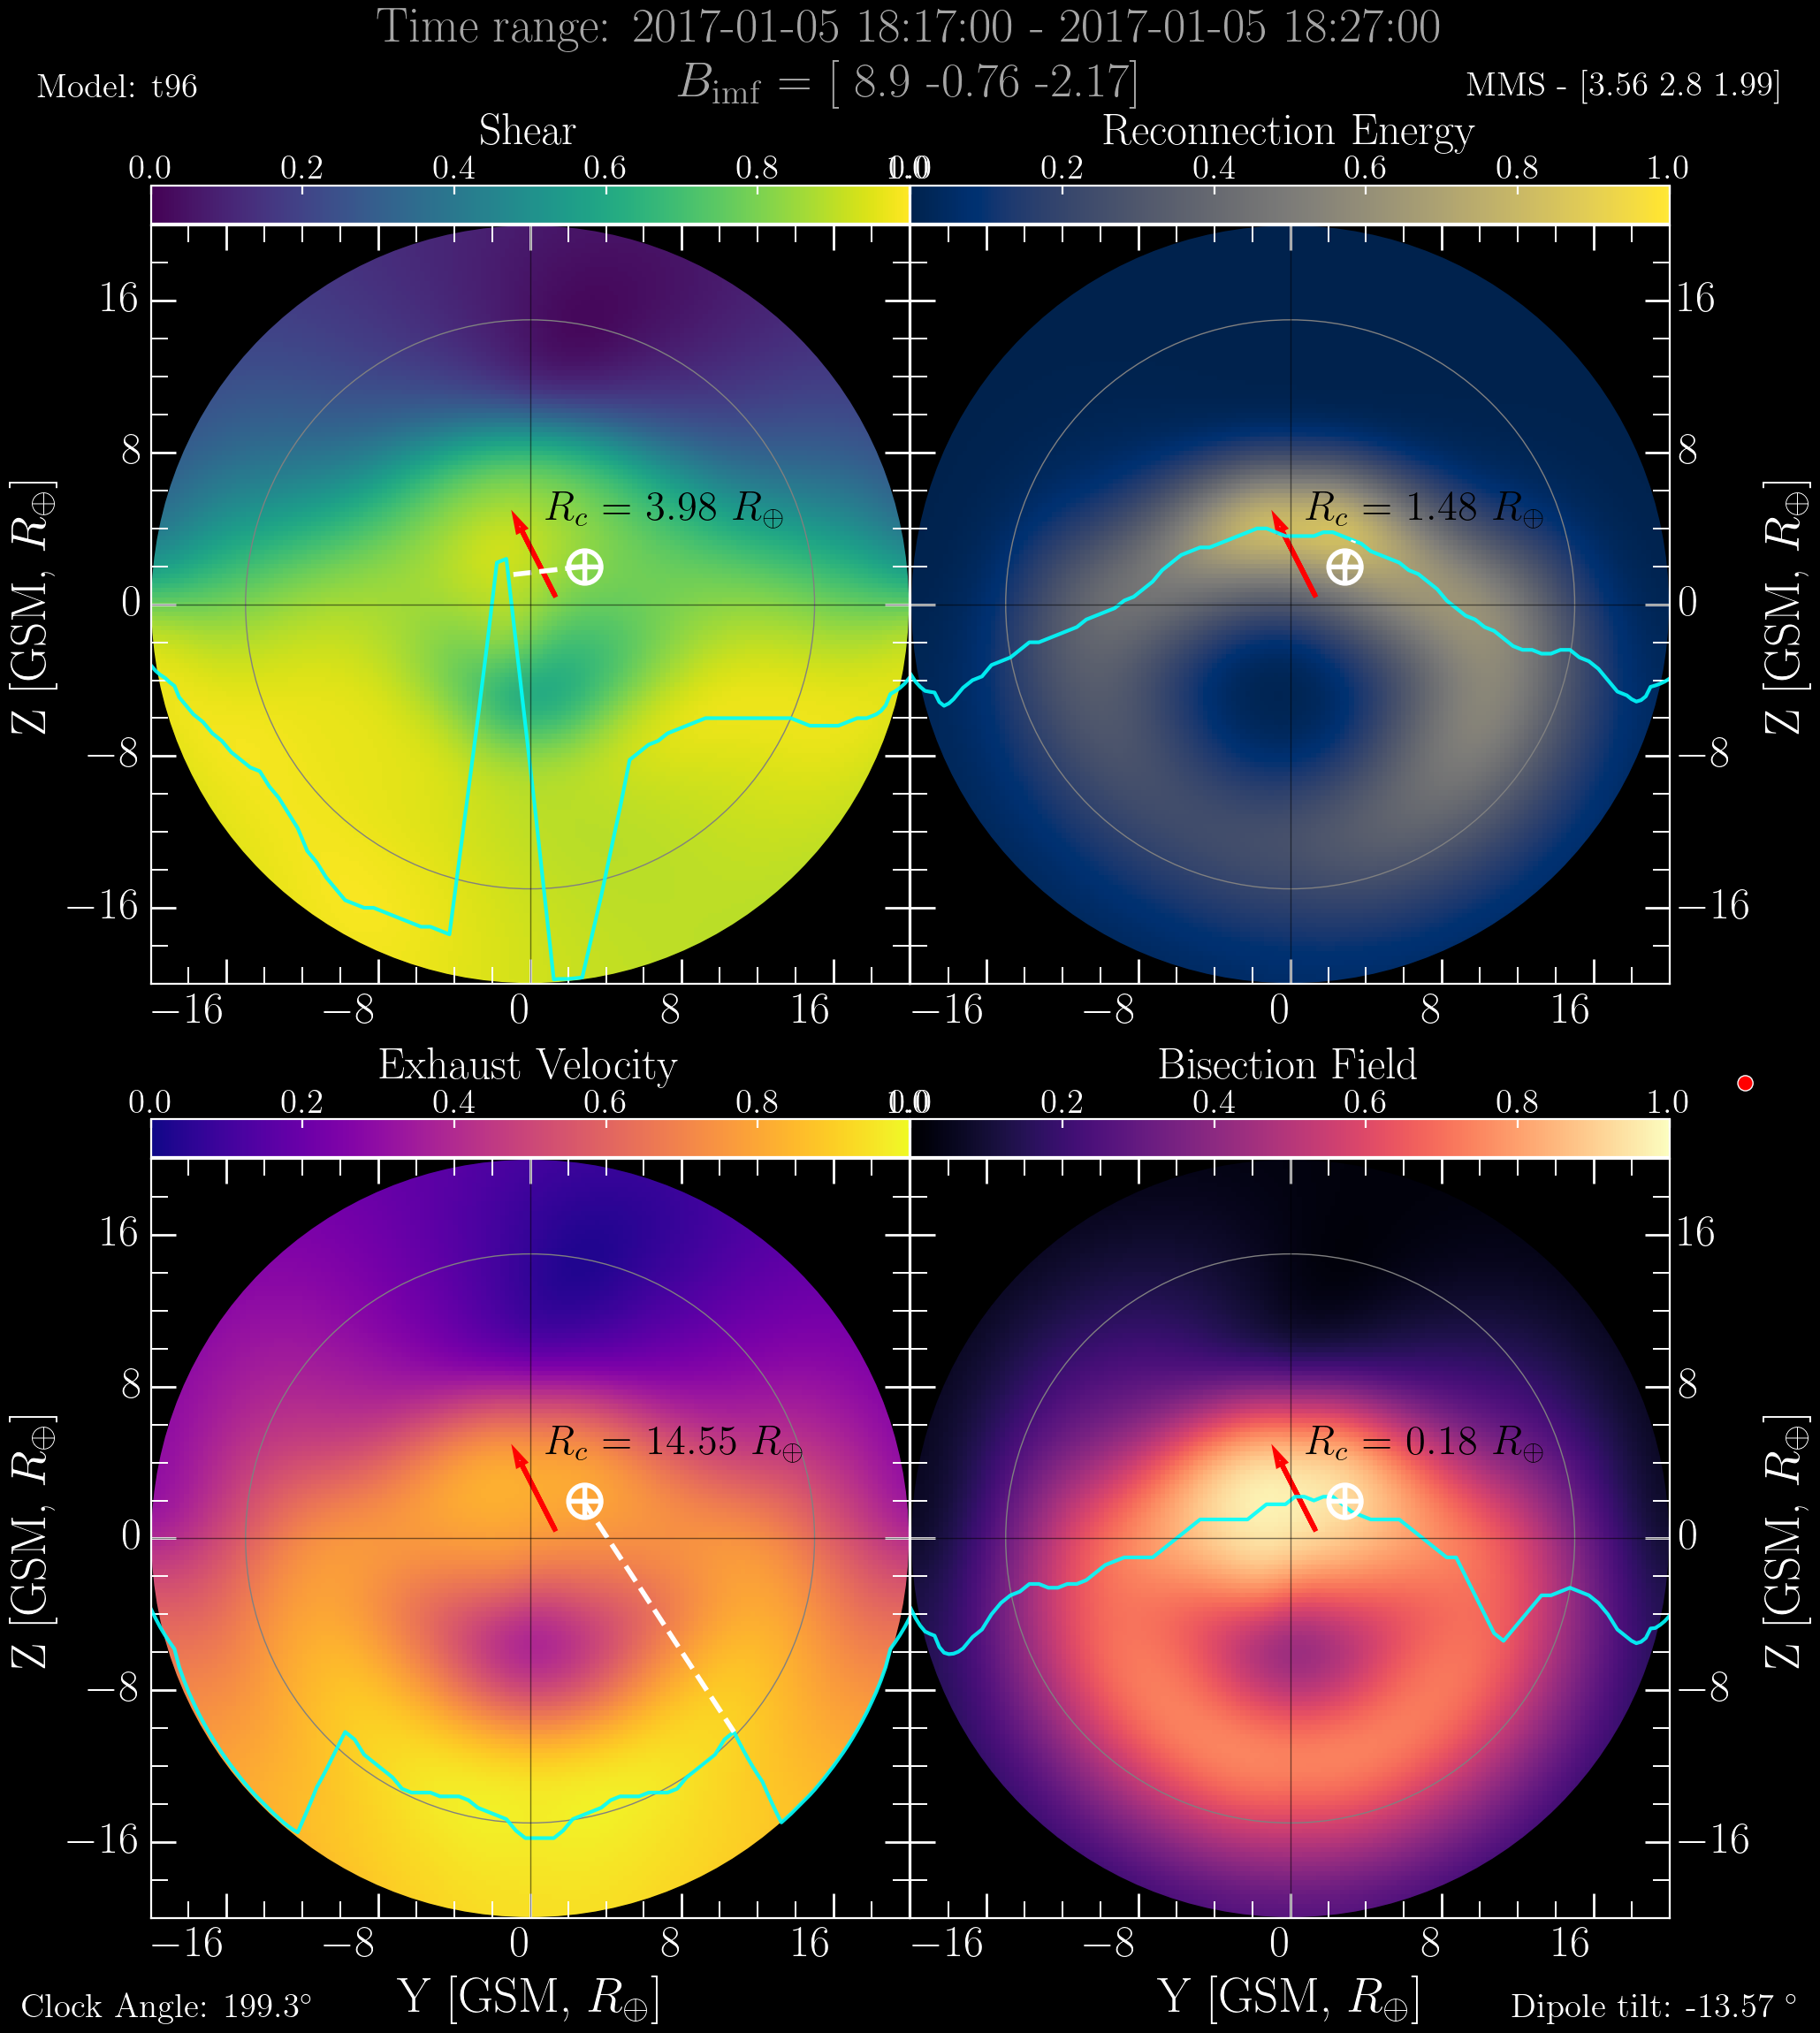 Time range: 2017-01-05 18:17:00 - 2017-01-05 18:27:00
Model: t96
B_imf = [ 8.9 -0.76 -2.17]
MMS - [3.56 2.8 1.99]
Shear
Reconnection Energy
0.0 0.2 0.4 0.6 0.8 1.0
0.0 0.2 0.4 0.6 0.8 1.0
16
8
0
−8
−16
Z [GSM, R⊕]
R_c = 3.98 R⊕
R_c = 1.48 R⊕
16
8
0
−8
−16
Z [GSM, R⊕]
−16 −8 0 8 16
−16 −8 0 8 16
Exhaust Velocity
Bisection Field
0.0 0.2 0.4 0.6 0.8 1.0
0.0 0.2 0.4 0.6 0.8 1.0
16
8
0
−8
−16
Z [GSM, R⊕]
R_c = 14.55 R⊕
R_c = 0.18 R⊕
16
8
0
−8
−16
Z [GSM, R⊕]
−16 −8 0 8 16
−16 −8 0 8 16
Y [GSM, R⊕]
Y [GSM, R⊕]
Clock Angle: 199.3°
Dipole tilt: -13.57 °